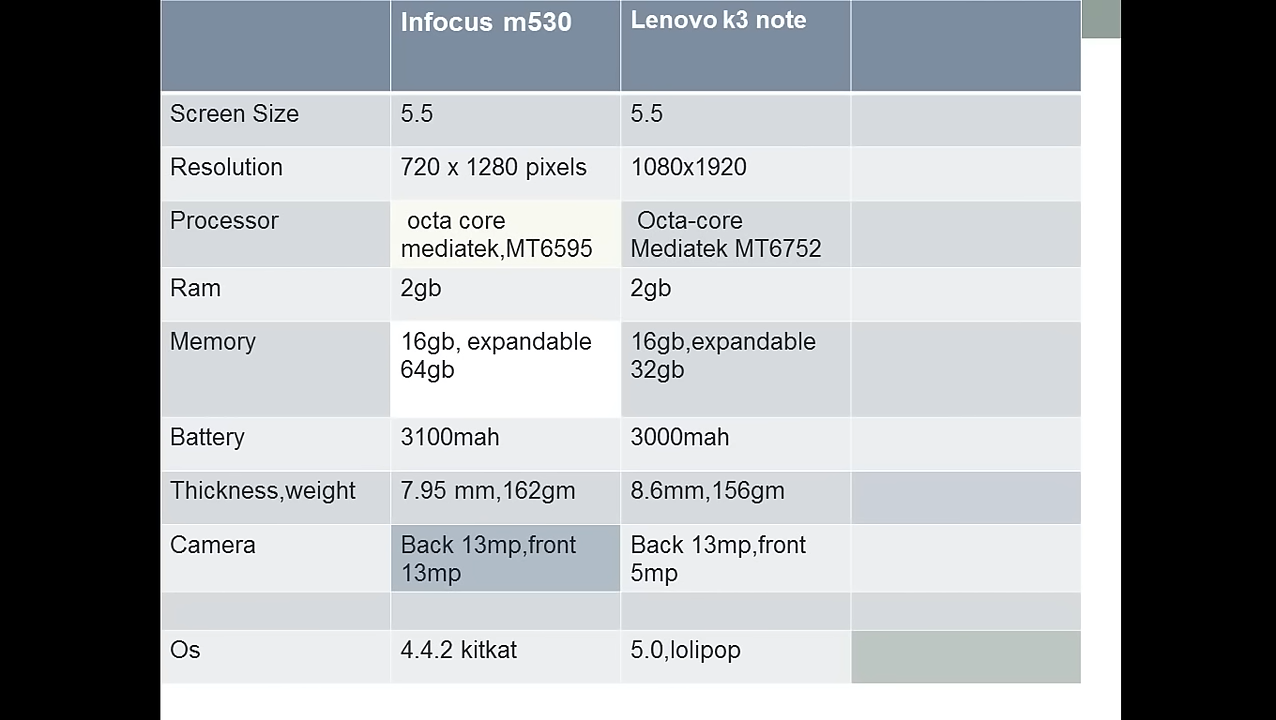 Infocus m530 Lenovo k3 note
Screen Size 5.5 5.5
Resolution 720 x 1280 pixels 1080x1920
Processor octa core Octa-core
mediatek,MT6595 Mediatek MT6752
Ram 2gb 2gb
Memory 16gb, expandable 16gb,expandable
64gb 32gb
Battery 3100mah 3000mah
Thickness,weight 7.95 mm,162gm 8.6mm,156gm
Camera Back 13mp,front Back 13mp,front
13mp 5mp
Os 4.4.2 kitkat 5.0,lolipop